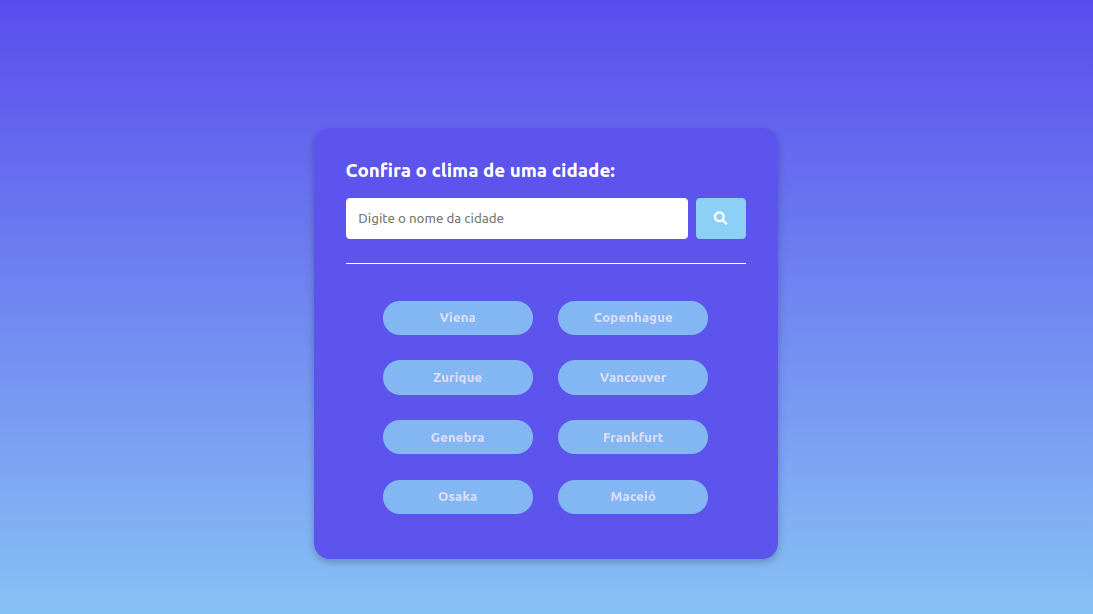 Confira o clima de uma cidade:
Digite o nome da cidade
Viena
Copenhague
Zurique
Vancouver
Genebra
Frankfurt
Osaka
Maceió